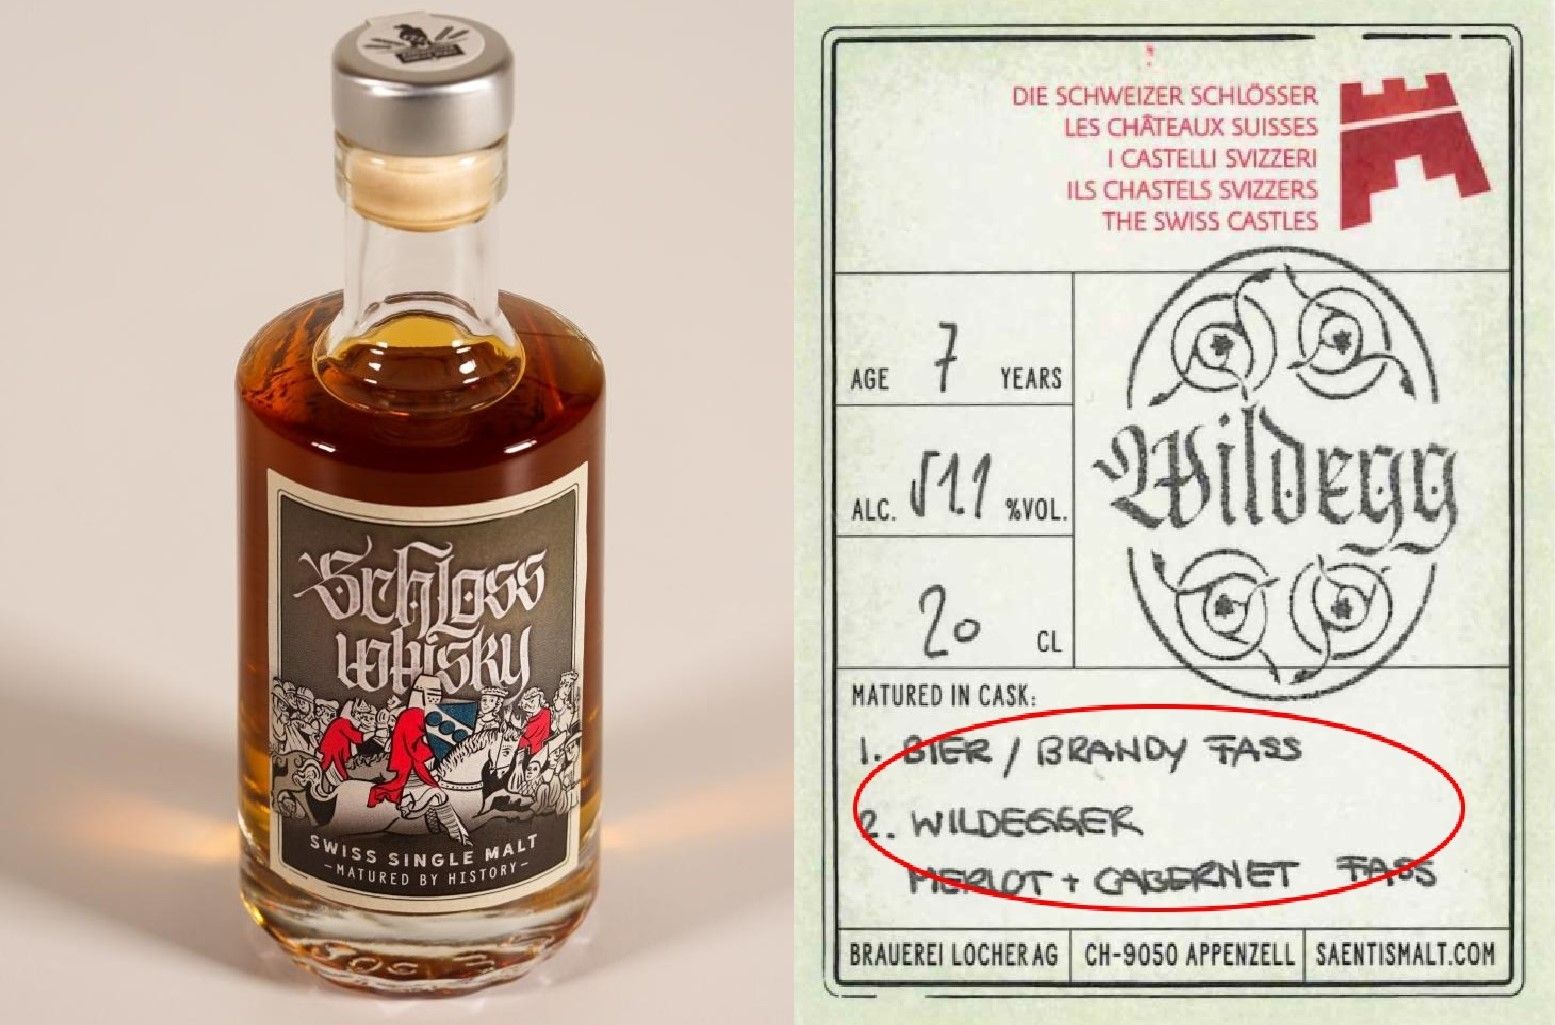 Schloss
Whisky
SWISS SINGLE MALT
-MATURED BY HISTORY-
DIE SCHWEIZER SCHLÖSSER
LES CHÂTEAUX SUISSES
I CASTELLI SVIZZERI
ILS CHASTELS SVIZZERS
THE SWISS CASTLES
AGE 7 YEARS
ALC. 51.1 %VOL.
20 CL
Wildegg
MATURED IN CASK:
1. BIER / BRANDY FASS
2. WILDEGGER
MERLOT + CABERNET FASS
BRAUEREI LOCHER AG CH-9050 APPENZELL SAENTISMALT.COM